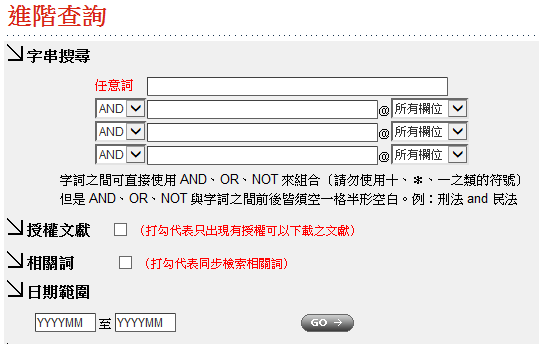 進階查詢
字串搜尋
任意詞
AND @ 所有欄位
AND @ 所有欄位
AND @ 所有欄位
字詞之間可直接使用 AND、OR、NOT 來組合〔請勿使用＋、＊、－之類的符號〕
但是 AND、OR、NOT 與字詞之間前後皆須空一格半形空白。例：刑法 and 民法
授權文獻 （打勾代表只出現有授權可以下載之文獻）
相關詞 （打勾代表同步檢索相關詞）
日期範圍
YYYYMM 至 YYYYMM GO →